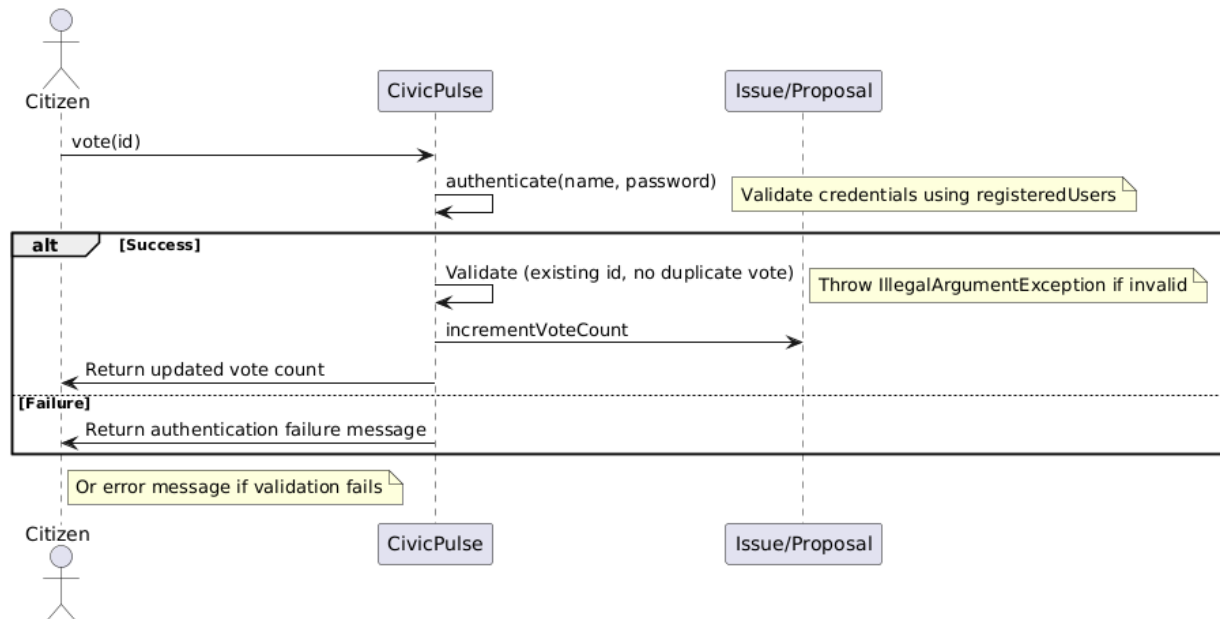 Citizen
CivicPulse
Issue/Proposal
vote(id)
authenticate(name, password)
Validate credentials using registeredUsers
alt
[Success]
Validate (existing id, no duplicate vote)
Throw IllegalArgumentException if invalid
incrementVoteCount
Return updated vote count
[Failure]
Return authentication failure message
Or error message if validation fails
Citizen
CivicPulse
Issue/Proposal